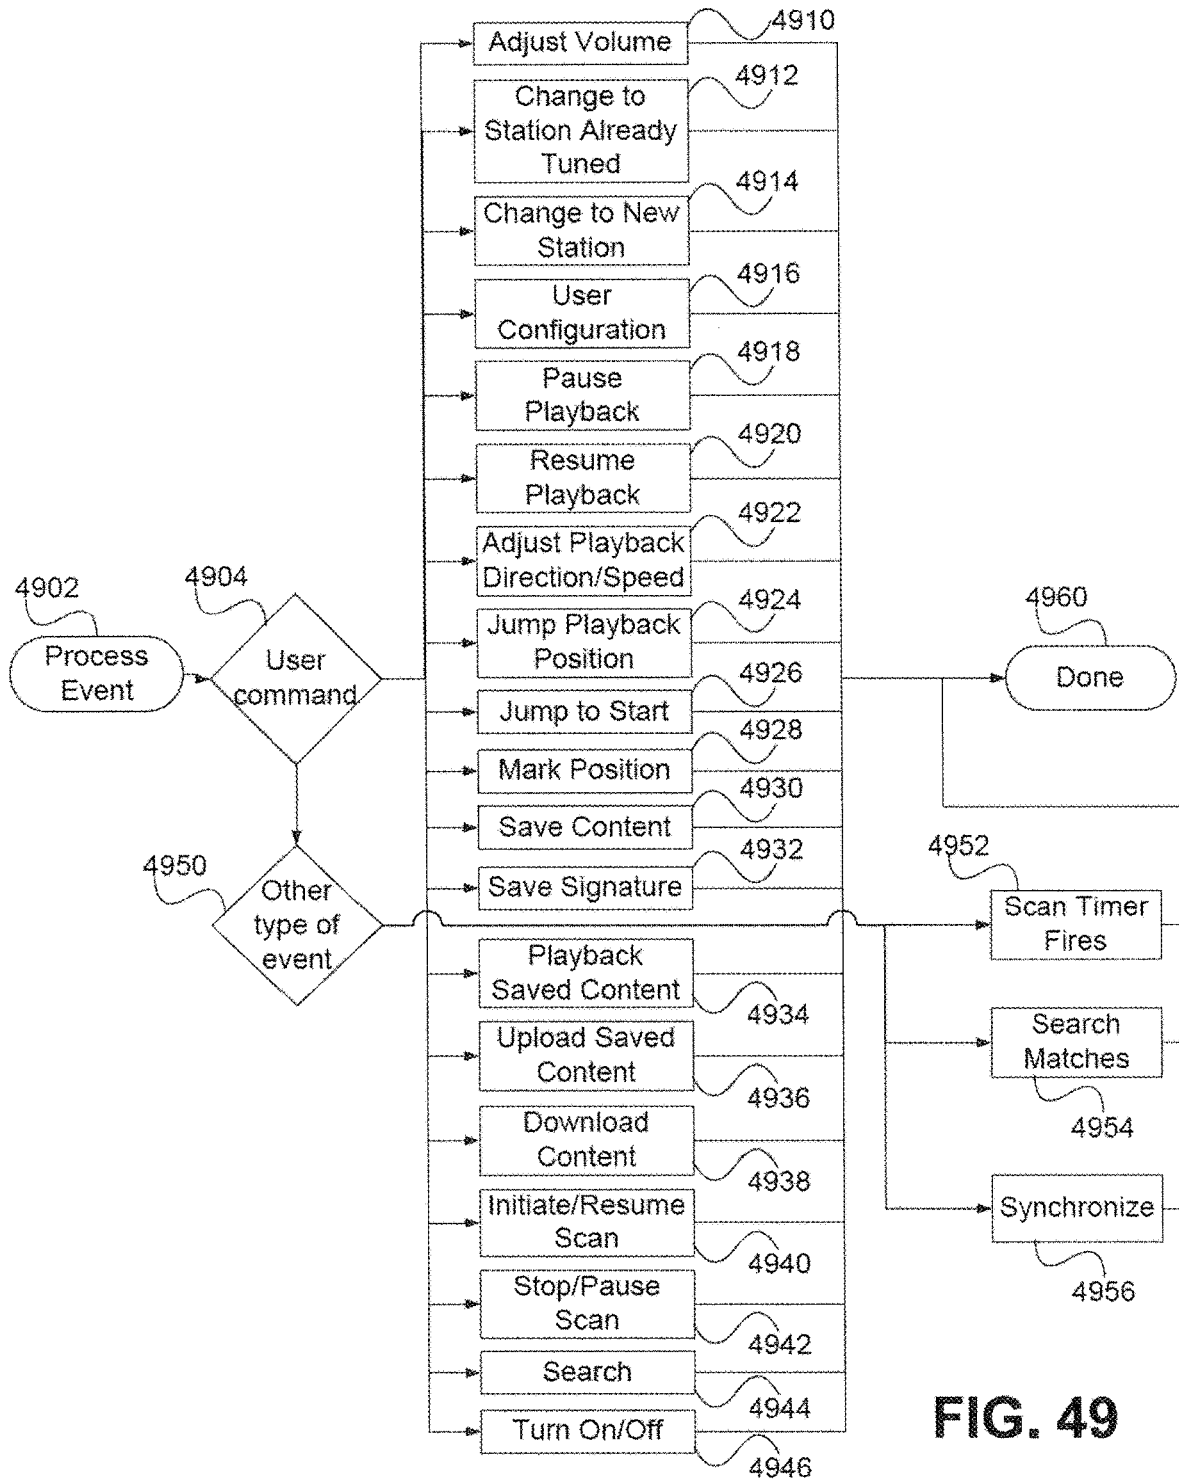 4910
Adjust Volume
4912
Change to
Station Already
Tuned
4914
Change to New
Station
4916
User
Configuration
4918
Pause
Playback
4920
Resume
Playback
4922
Adjust Playback
Direction/Speed
4902
Process
Event
4904
User
command
4924
Jump Playback
Position
4960
Done
4926
Jump to Start
4928
Mark Position
4930
Save Content
4932
Save Signature
4950
Other
type of
event
4952
Scan Timer
Fires
Playback
Saved Content
4934
Upload Saved
Content
4936
Search
Matches
4954
Download
Content
4938
Initiate/Resume
Scan
4940
Synchronize
4956
Stop/Pause
Scan
4942
Search
4944
Turn On/Off
4946
FIG. 49